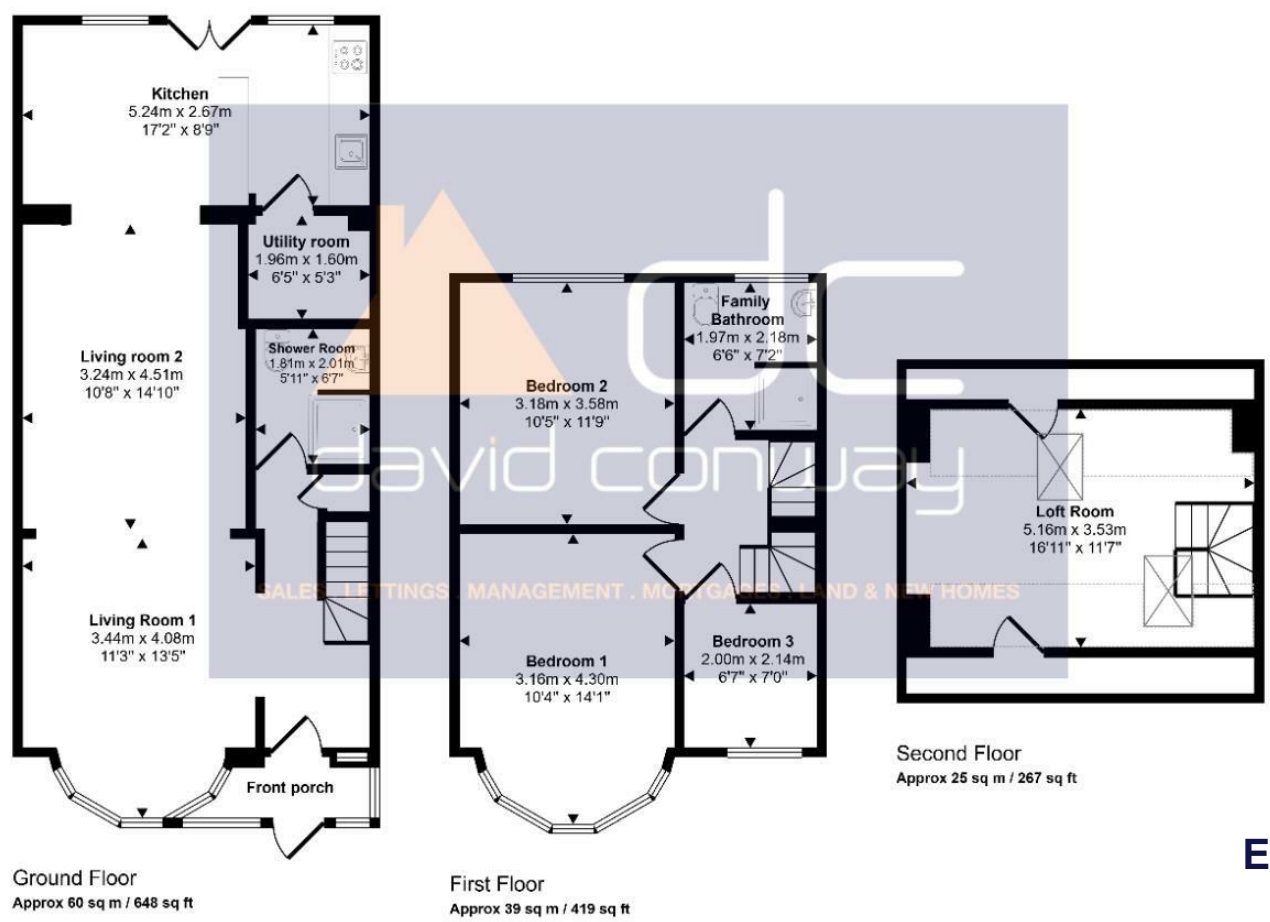 Kitchen
5.24m x 2.67m
17'2" x 8'9"
Utility room
1.96m x 1.60m
6'5" x 5'3"
Living room 2
3.24m x 4.51m
10'8" x 14'10"
Shower Room
1.81m x 2.01m
5'11" x 6'7"
Living Room 1
3.44m x 4.08m
11'3" x 13'5"
Front porch
Ground Floor
Approx 60 sq m / 648 sq ft
Family
Bathroom
1.97m x 2.18m
6'6" x 7'2"
Bedroom 2
3.18m x 3.58m
10'5" x 11'9"
Bedroom 1
3.16m x 4.30m
10'4" x 14'1"
Bedroom 3
2.00m x 2.14m
6'7" x 7'0"
First Floor
Approx 39 sq m / 419 sq ft
Loft Room
5.16m x 3.53m
16'11" x 11'7"
Second Floor
Approx 25 sq m / 267 sq ft
dc
david conway
SALES . LETTINGS . MANAGEMENT . MORTGAGES . LAND & NEW HOMES
E